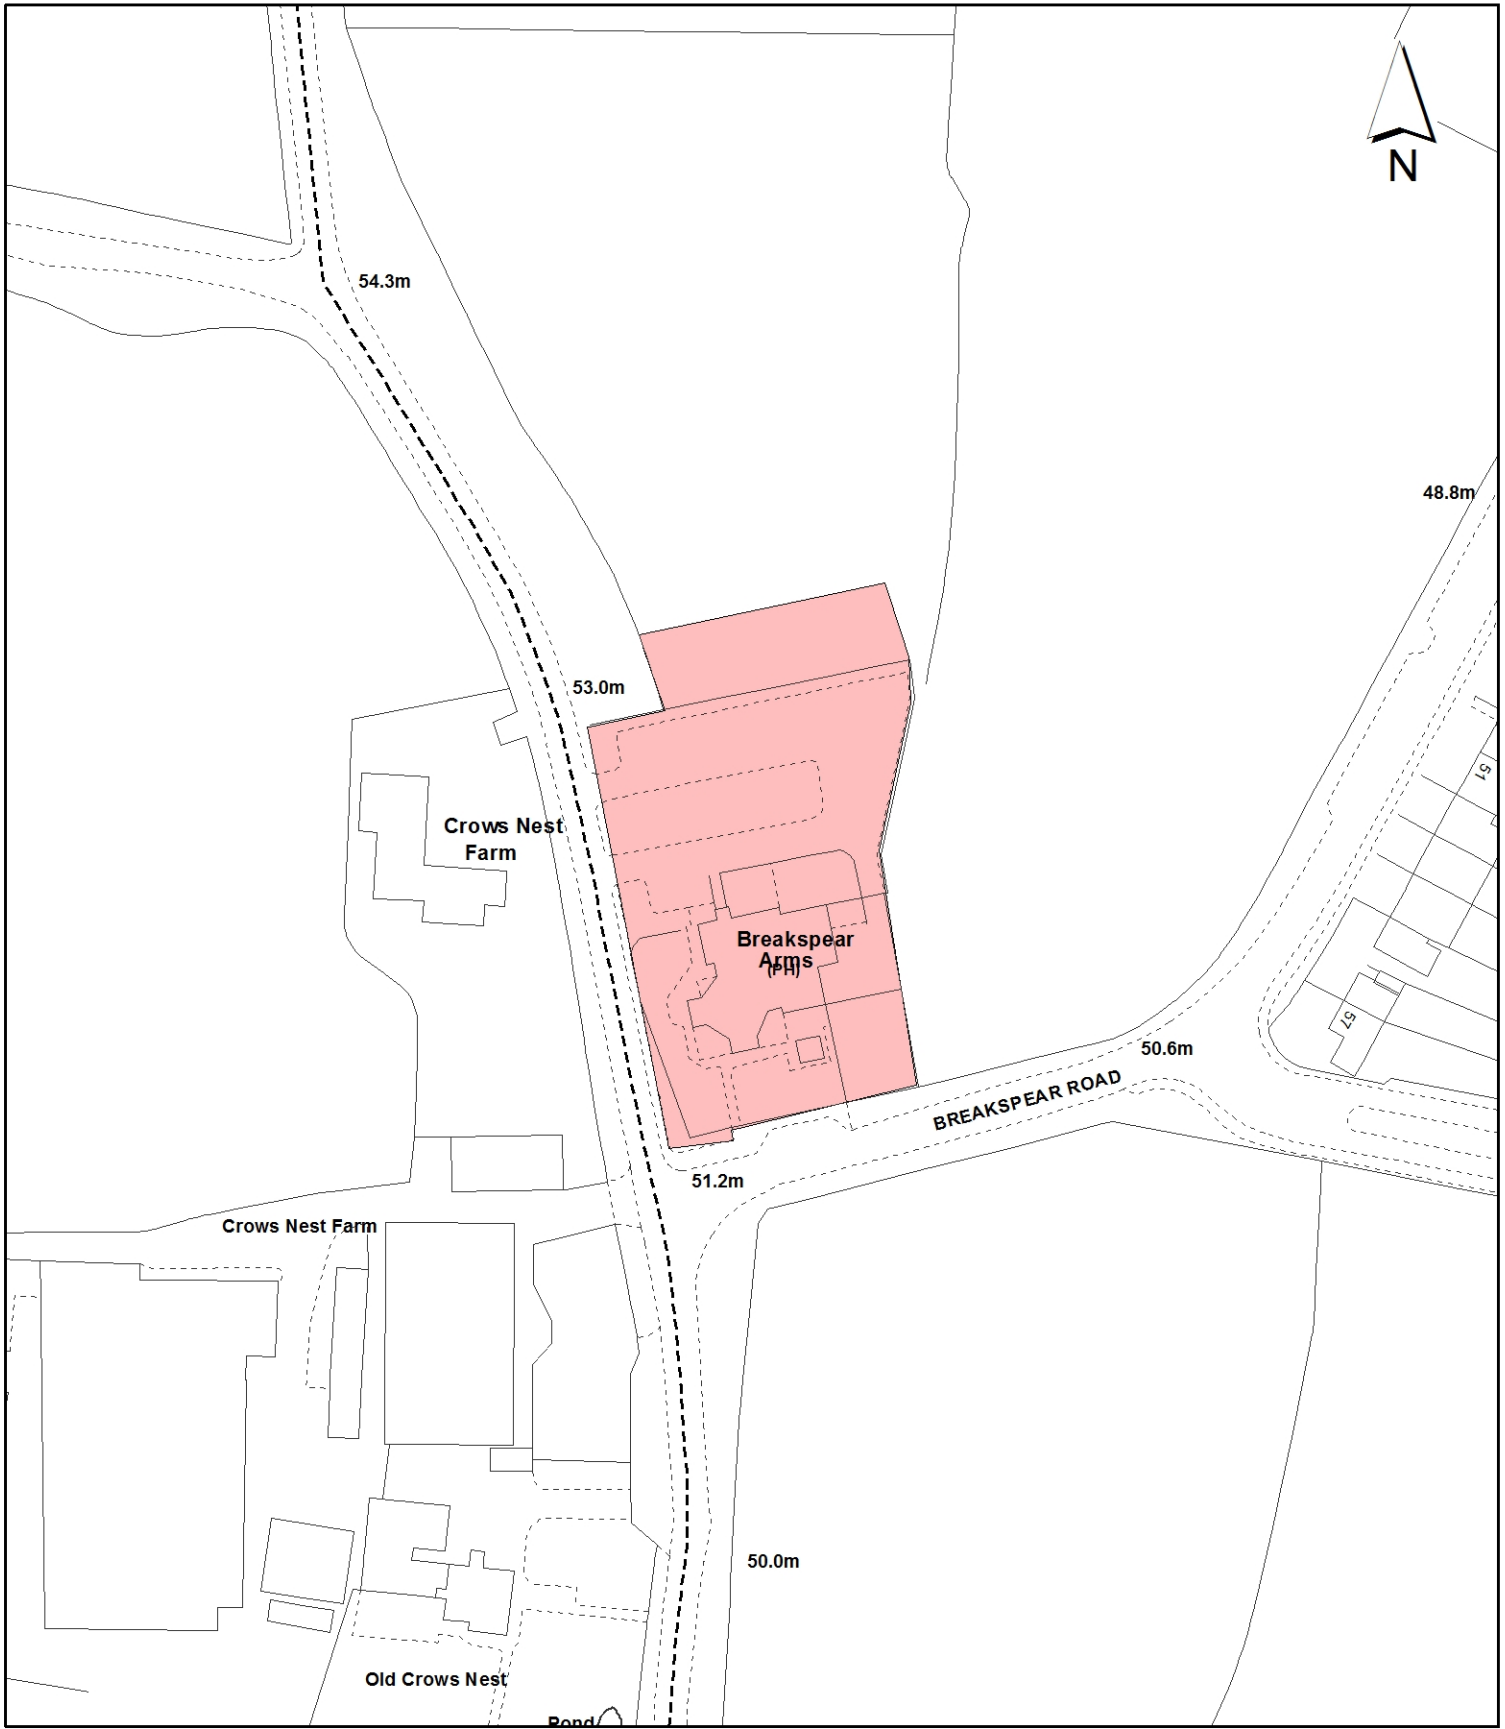 N
54.3m
48.8m
53.0m
51
Crows Nest
Farm
Breakspear
Arms
(PH)
57
50.6m
BREAKSPEAR ROAD
51.2m
Crows Nest Farm
50.0m
Old Crows Nest
Pond